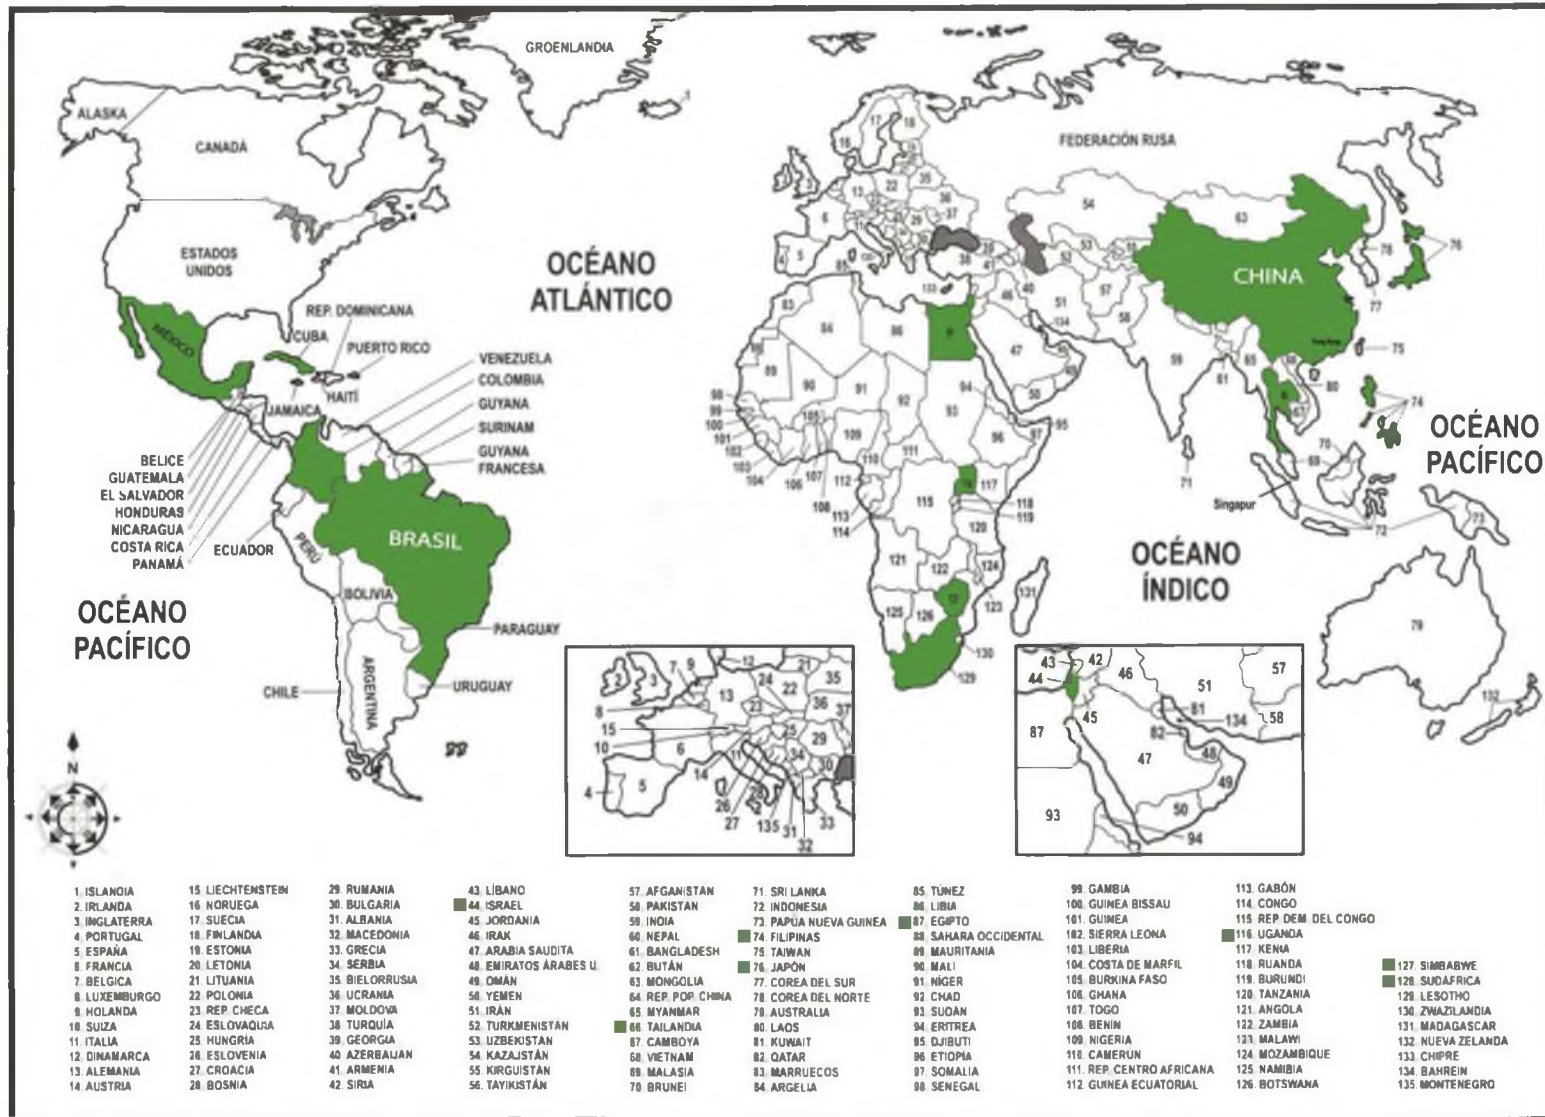 GROENLANDIA
ALASKA
CANADÁ
ESTADOS
UNIDOS
OCÉANO
ATLÁNTICO
FEDERACIÓN RUSA
CHINA
MÉXICO
REP. DOMINICANA
CUBA
PUERTO RICO
HAITÍ
JAMAICA
VENEZUELA
COLOMBIA
GUYANA
SURINAM
GUYANA
FRANCESA
BELICE
GUATEMALA
EL SALVADOR
HONDURAS
NICARAGUA
COSTA RICA
PANAMÁ
ECUADOR
PERÚ
BRASIL
BOLIVIA
PARAGUAY
CHILE
ARGENTINA
URUGUAY
OCÉANO
PACÍFICO
OCÉANO
PACÍFICO
OCÉANO
ÍNDICO
Singapur
N
1. ISLANDIA
2. IRLANDA
3. INGLATERRA
4. PORTUGAL
5. ESPAÑA
6. FRANCIA
7. BELGICA
8. LUXEMBURGO
9. HOLANDA
10. SUIZA
11. ITALIA
12. DINAMARCA
13. ALEMANIA
14. AUSTRIA
15. LIECHTENSTEIN
16. NORUEGA
17. SUECIA
18. FINLANDIA
19. ESTONIA
20. LETONIA
21. LITUANIA
22. POLONIA
23. REP. CHECA
24. ESLOVAQUIA
25. HUNGRÍA
26. ESLOVENIA
27. CROACIA
28. BOSNIA
29. RUMANIA
30. BULGARIA
31. ALBANIA
32. MACEDONIA
33. GRECIA
34. SERBIA
35. BIELORRUSIA
36. UCRANIA
37. MOLDOVA
38. TURQUÍA
39. GEORGIA
40. AZERBAIJAN
41. ARMENIA
42. SIRIA
43. LÍBANO
44. ISRAEL
45. JORDANIA
46. IRAK
47. ARABIA SAUDITA
48. EMIRATOS ÁRABES U.
49. OMÁN
50. YEMEN
51. IRÁN
52. TURKMENISTÁN
53. UZBEKISTÁN
54. KAZAJSTÁN
55. KIRGUISTÁN
56. TAYIKISTÁN
57. AFGANISTAN
58. PAKISTAN
59. INDIA
60. NEPAL
61. BANGLADESH
62. BUTÁN
63. MONGOLIA
64. REP. POP. CHINA
65. MYANMAR
66. TAILANDIA
67. CAMBOYA
68. VIETNAM
69. MALASIA
70. BRUNEI
71. SRI LANKA
72. INDONESIA
73. PAPUA NUEVA GUINEA
74. FILIPINAS
75. TAIWAN
76. JAPÓN
77. COREA DEL SUR
78. COREA DEL NORTE
79. AUSTRALIA
80. LAOS
81. KUWAIT
82. QATAR
83. MARRUECOS
84. ARGELIA
85. TÚNEZ
86. LIBIA
87. EGIPTO
88. SAHARA OCCIDENTAL
89. MAURITANIA
90. MALI
91. NÍGER
92. CHAD
93. SUDAN
94. ERITREA
95. DJIBUTI
96. ETIOPÍA
97. SOMALIA
98. SENEGAL
99. GAMBIA
100. GUINEA BISSAU
101. GUINEA
102. SIERRA LEONA
103. LIBERIA
104. COSTA DE MARFIL
105. BURKINA FASO
106. GHANA
107. TOGO
108. BENIN
109. NIGERIA
110. CAMERÚN
111. REP. CENTRO AFRICANA
112. GUINEA ECUATORIAL
113. GABÓN
114. CONGO
115. REP. DEM. DEL CONGO
116. UGANDA
117. KENIA
118. RUANDA
119. BURUNDI
120. TANZANIA
121. ANGOLA
122. ZAMBIA
123. MALAWI
124. MOZAMBIQUE
125. NAMIBIA
126. BOTSWANA
127. SIMBABWE
128. SUDAFRICA
129. LESOTHO
130. ZWAZILANDIA
131. MADAGASCAR
132. NUEVA ZELANDA
133. CHIPRE
134. BAHREIN
135. MONTENEGRO